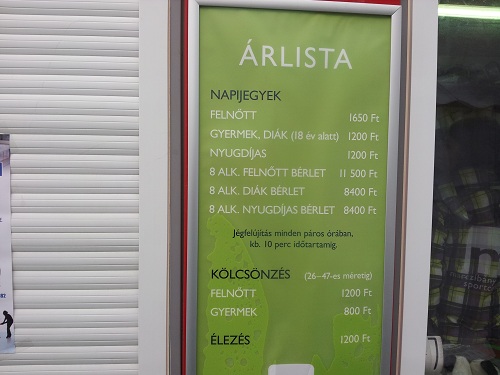 ÁRLISTA
NAPIJEGYEK
FELNŐTT 1650 Ft
GYERMEK, DIÁK (18 év alatt) 1200 Ft
NYUGDÍJAS 1200 Ft
8 ALK. FELNŐTT BÉRLET 11 500 Ft
8 ALK. DIÁK BÉRLET 8400 Ft
8 ALK. NYUGDÍJAS BÉRLET 8400 Ft
Jégfelújítás minden páros órában,
kb. 10 perc időtartamig.
KÖLCSÖNZÉS (26–47-es méretig)
FELNŐTT 1200 Ft
GYERMEK 800 Ft
ÉLEZÉS 1200 Ft